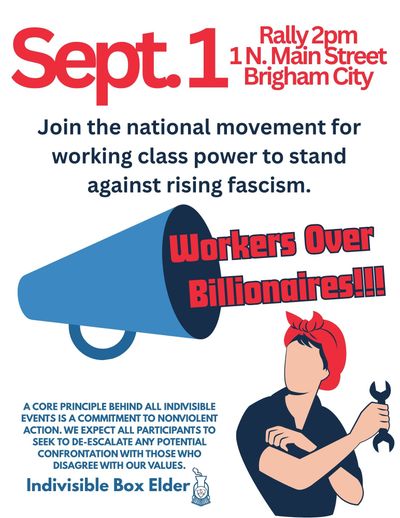 Sept. 1
Rally 2pm
1 N. Main Street
Brigham City
Join the national movement for
working class power to stand
against rising fascism.
Workers Over
Billionaires!!!
A CORE PRINCIPLE BEHIND ALL INDIVISIBLE
EVENTS IS A COMMITMENT TO NONVIOLENT
ACTION. WE EXPECT ALL PARTICIPANTS TO
SEEK TO DE-ESCALATE ANY POTENTIAL
CONFRONTATION WITH THOSE WHO
DISAGREE WITH OUR VALUES.
Indivisible Box Elder